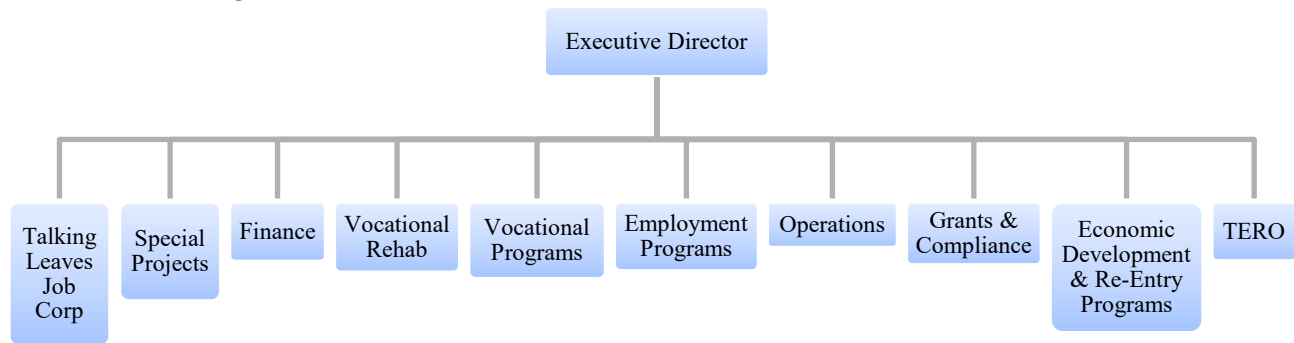 Executive Director
Talking
Leaves
Job
Corp
Special
Projects
Finance
Vocational
Rehab
Vocational
Programs
Employment
Programs
Operations
Grants &
Compliance
Economic
Development
& Re-Entry
Programs
TERO